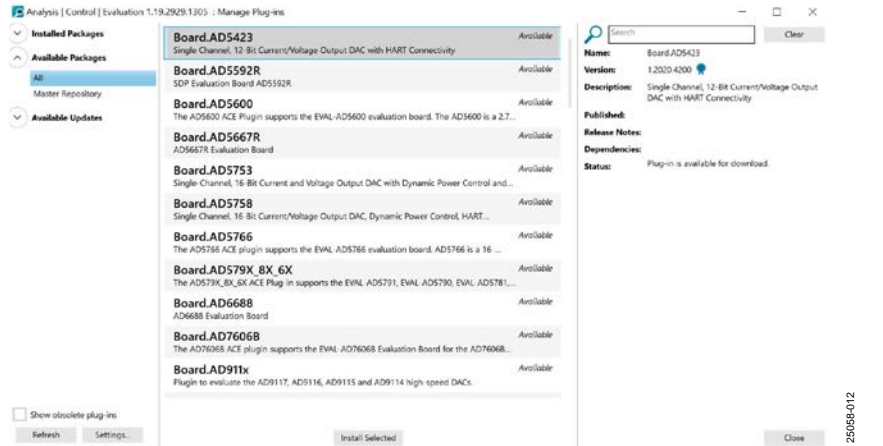 Analysis | Control | Evaluation 1.19.2929.1305 : Manage Plug-ins
Installed Packages
Available Packages
All
Master Repository
Available Updates
Show obsolete plug-ins
Refresh
Settings...
Board.AD5423
Available
Single Channel, 12-Bit Current/Voltage Output DAC with HART Connectivity
Board.AD5592R
Available
SDP Evaluation Board AD5592R
Board.AD5600
Available
The AD5600 ACE Plugin supports the EVAL-AD5600 evaluation board. The AD5600 is a 2.7...
Board.AD5667R
Available
AD5667R Evaluation Board
Board.AD5753
Available
Single-Channel, 16-Bit Current and Voltage Output DAC with Dynamic Power Control and...
Board.AD5758
Available
Single Channel, 16-Bit Current/Voltage Output DAC, Dynamic Power Control, HART...
Board.AD5766
Available
The AD5766 ACE plugin supports the EVAL-AD5766 evaluation board. AD5766 is a 16-...
Board.AD579X_8X_6X
Available
The AD579X_8X_6X ACE Plug-in supports the EVAL-AD5791, EVAL-AD5790, EVAL-AD5781,...
Board.AD6688
Available
AD6688 Evaluation Board
Board.AD7606B
Available
The AD7606B ACE plugin supports the EVAL-AD7606B Evaluation Board for the AD7606B...
Board.AD911x
Available
Plugin to evaluate the AD9117, AD9116, AD9115 and AD9114 high-speed DACs.
Install Selected
Search
Clear
Name: Board.AD5423
Version: 1.2020.4200
Description: Single Channel, 12-Bit Current/Voltage Output
DAC with HART Connectivity
Published:
Release Notes:
Dependencies:
Status: Plug-in is available for download.
Close
25058-012